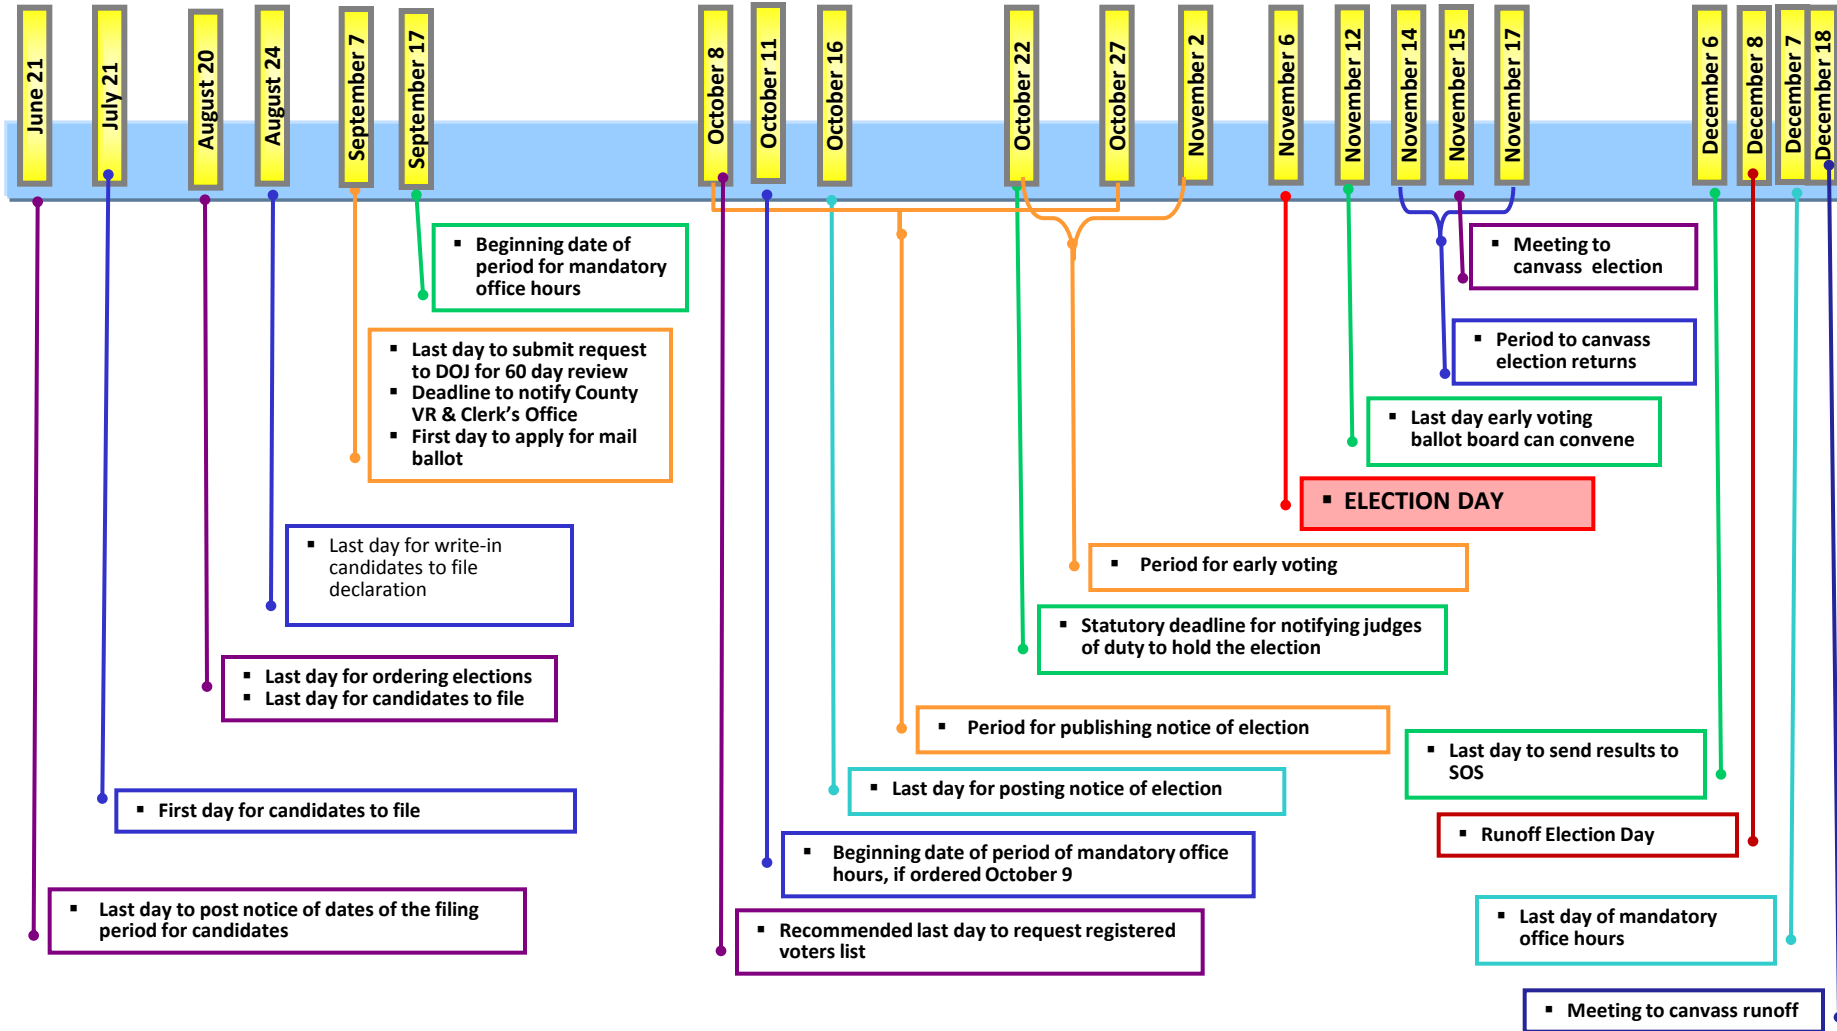 June 21
July 21
August 20
August 24
September 7
September 17
October 8
October 11
October 16
October 22
October 27
November 2
November 6
November 12
November 14
November 15
November 17
December 6
December 8
December 7
December 18
▪ Beginning date of
period for mandatory
office hours
▪ Meeting to
canvass election
▪ Last day to submit request
to DOJ for 60 day review
▪ Deadline to notify County
VR & Clerk’s Office
▪ First day to apply for mail
ballot
▪ Period to canvass
election returns
▪ Last day early voting
ballot board can convene
▪ ELECTION DAY
▪ Last day for write-in
candidates to file
declaration
▪ Period for early voting
▪ Statutory deadline for notifying judges
of duty to hold the election
▪ Last day for ordering elections
▪ Last day for candidates to file
▪ Period for publishing notice of election
▪ Last day to send results to
SOS
▪ Last day for posting notice of election
▪ First day for candidates to file
▪ Runoff Election Day
▪ Beginning date of period of mandatory office
hours, if ordered October 9
▪ Last day to post notice of dates of the filing
period for candidates
▪ Recommended last day to request registered
voters list
▪ Last day of mandatory
office hours
▪ Meeting to canvass runoff